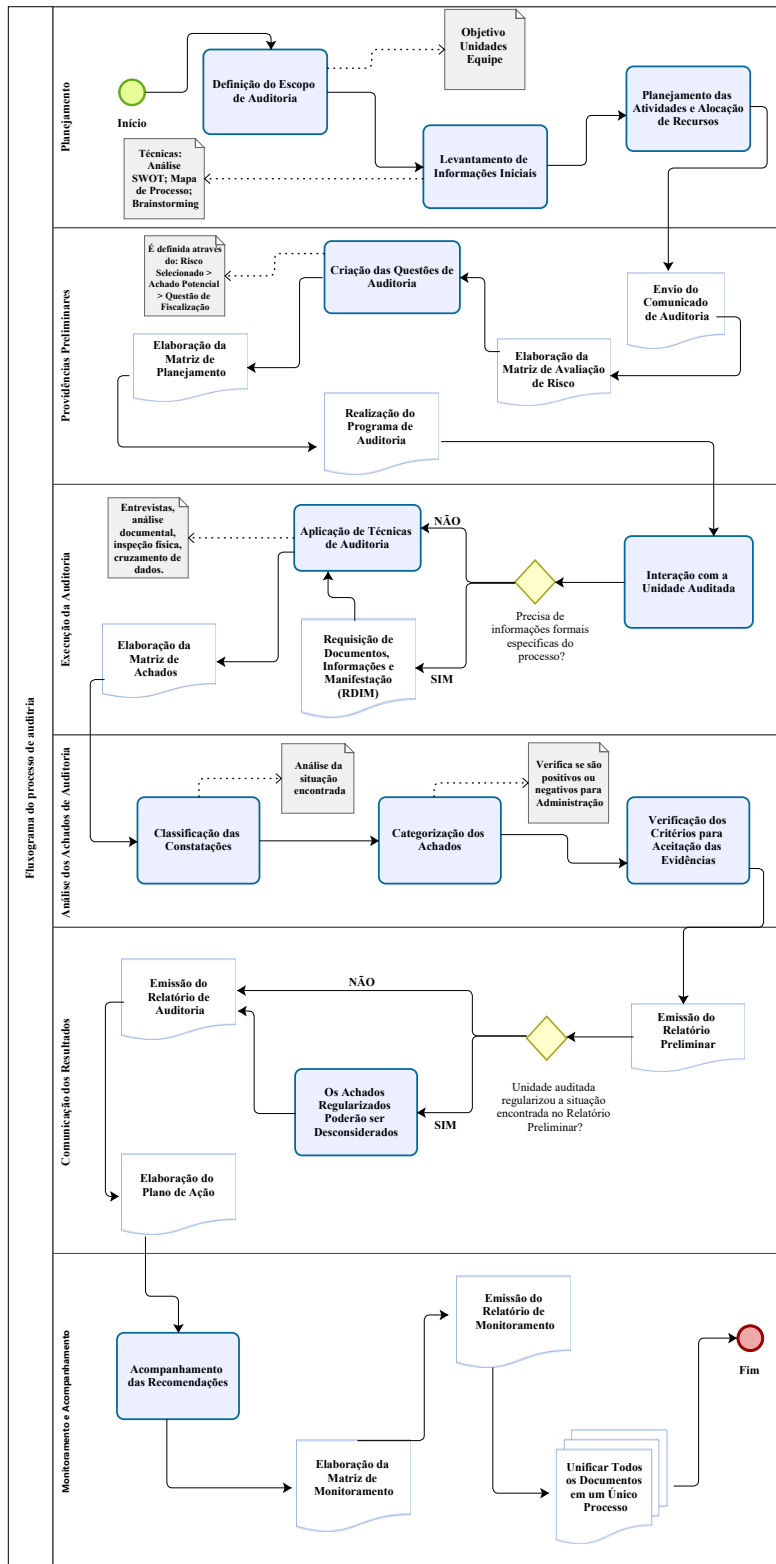 Fluxograma do processo de auditria
Planejamento
Início
Definição do Escopo
de Auditoria
Objetivo
Unidades
Equipe
Levantamento de
Informações Iniciais
Técnicas:
Análise
SWOT; Mapa
de Processo;
Brainstorming
Planejamento das
Atividades e Alocação
de Recursos
Providências Preliminares
Envio do
Comunicado
de Auditoria
Elaboração da
Matriz de Avaliação
de Risco
Criação das Questões de
Auditoria
É definida através
do: Risco
Selecionado >
Achado Potencial
> Questão de
Fiscalização
Elaboração da
Matriz de
Planejamento
Realização do
Programa de
Auditoria
Execução da Auditoria
Interação com a
Unidade Auditada
Precisa de
informações formais
específicas do
processo?
NÃO
SIM
Aplicação de Técnicas
de Auditoria
Entrevistas,
análise
documental,
inspeção física,
cruzamento de
dados.
Requisição de
Documentos,
Informações e
Manifestação
(RDIM)
Elaboração da
Matriz de
Achados
Análise dos Achados de Auditoria
Classificação das
Constatações
Análise da
situação
encontrada
Categorização dos
Achados
Verifica se são
positivos ou
negativos para
Administração
Verificação dos
Critérios para
Aceitação das
Evidências
Comunicação dos Resultados
Emissão do
Relatório
Preliminar
Unidade auditada
regularizou a situação
encontrada no Relatório
Preliminar?
NÃO
SIM
Os Achados
Regularizados
Poderão ser
Desconsiderados
Emissão do
Relatório de
Auditoria
Elaboração do
Plano de Ação
Monitoramento e Acompanhamento
Acompanhamento
das Recomendações
Elaboração da
Matriz de
Monitoramento
Emissão do
Relatório de
Monitoramento
Unificar Todos
os Documentos
em um Único
Processo
Fim